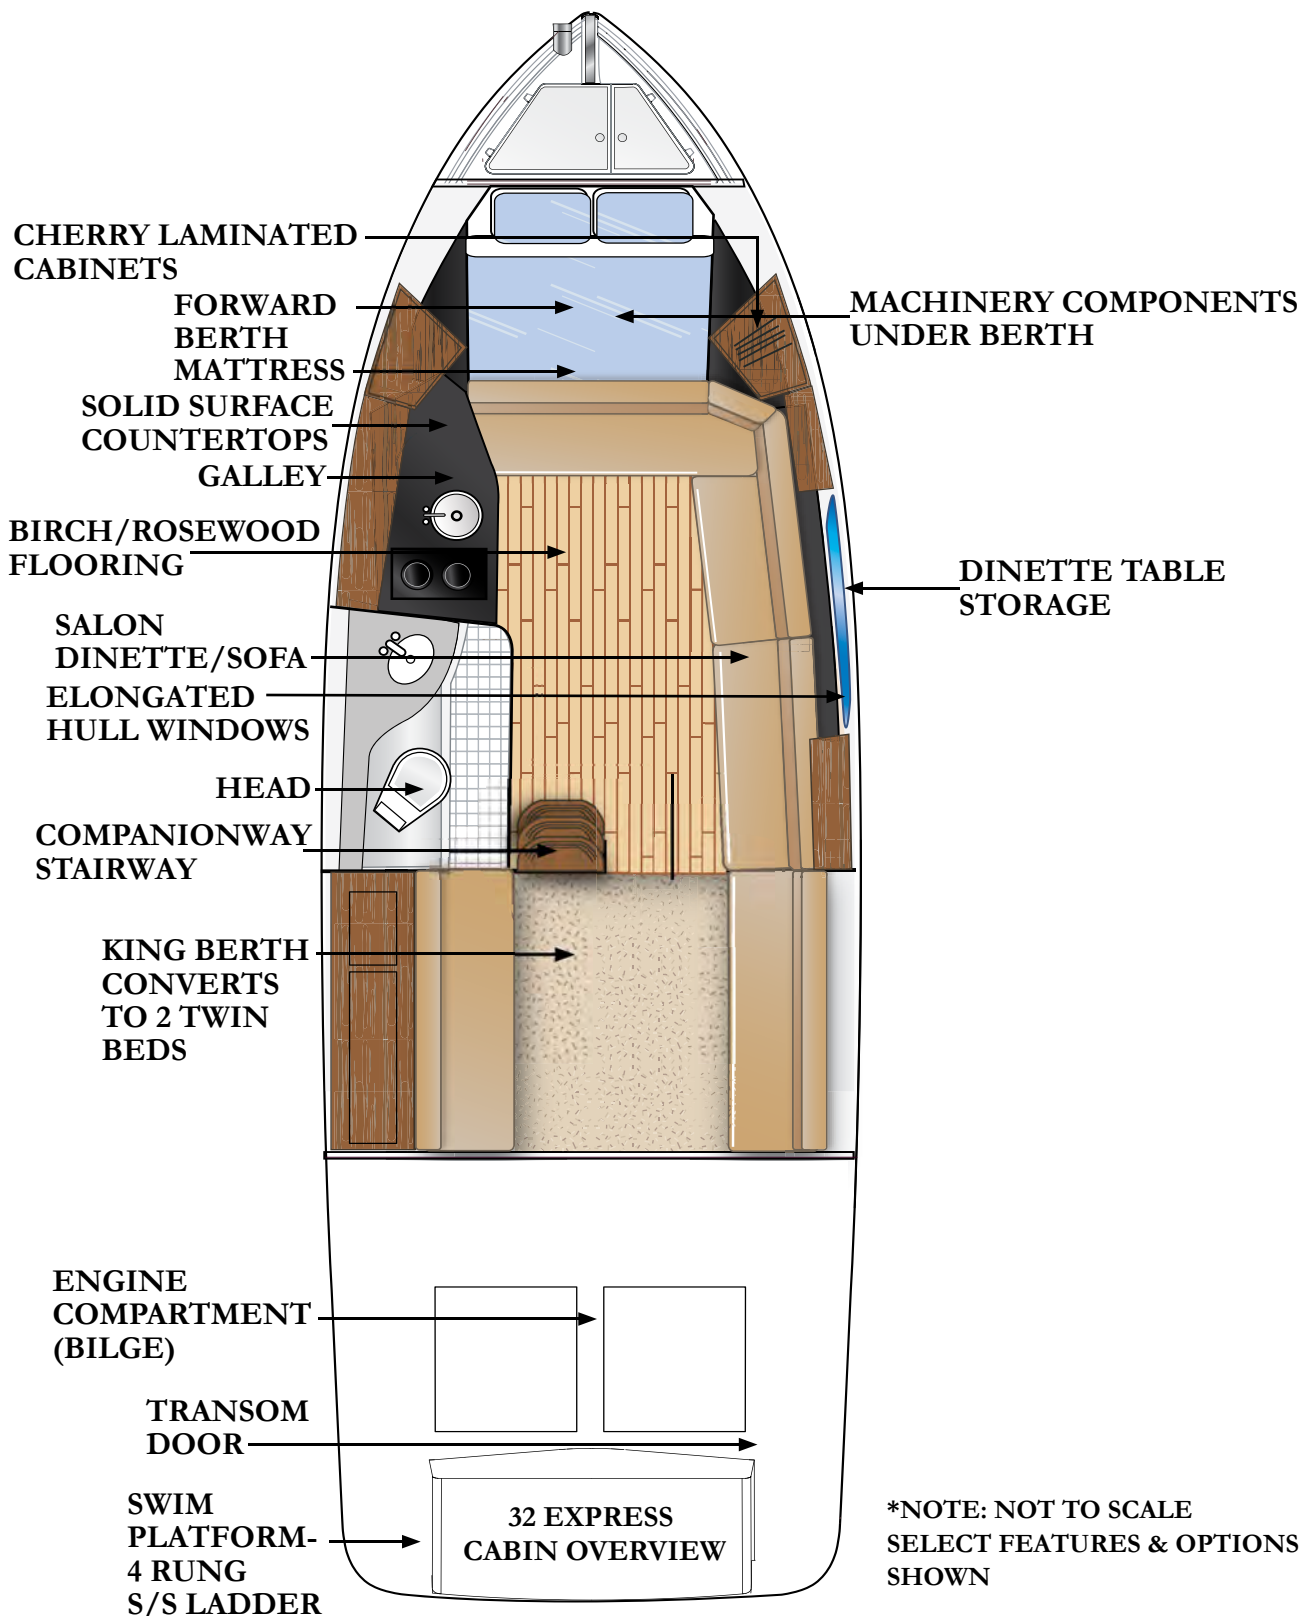 CHERRY LAMINATED
CABINETS
FORWARD
BERTH
MATTRESS
MACHINERY COMPONENTS
UNDER BERTH
SOLID SURFACE
COUNTERTOPS
GALLEY
BIRCH/ROSEWOOD
FLOORING
DINETTE TABLE
STORAGE
SALON
DINETTE/SOFA
ELONGATED
HULL WINDOWS
HEAD
COMPANIONWAY
STAIRWAY
KING BERTH
CONVERTS
TO 2 TWIN
BEDS
ENGINE
COMPARTMENT
(BILGE)
TRANSOM
DOOR
SWIM
PLATFORM-
4 RUNG
S/S LADDER
32 EXPRESS
CABIN OVERVIEW
*NOTE: NOT TO SCALE
SELECT FEATURES & OPTIONS
SHOWN